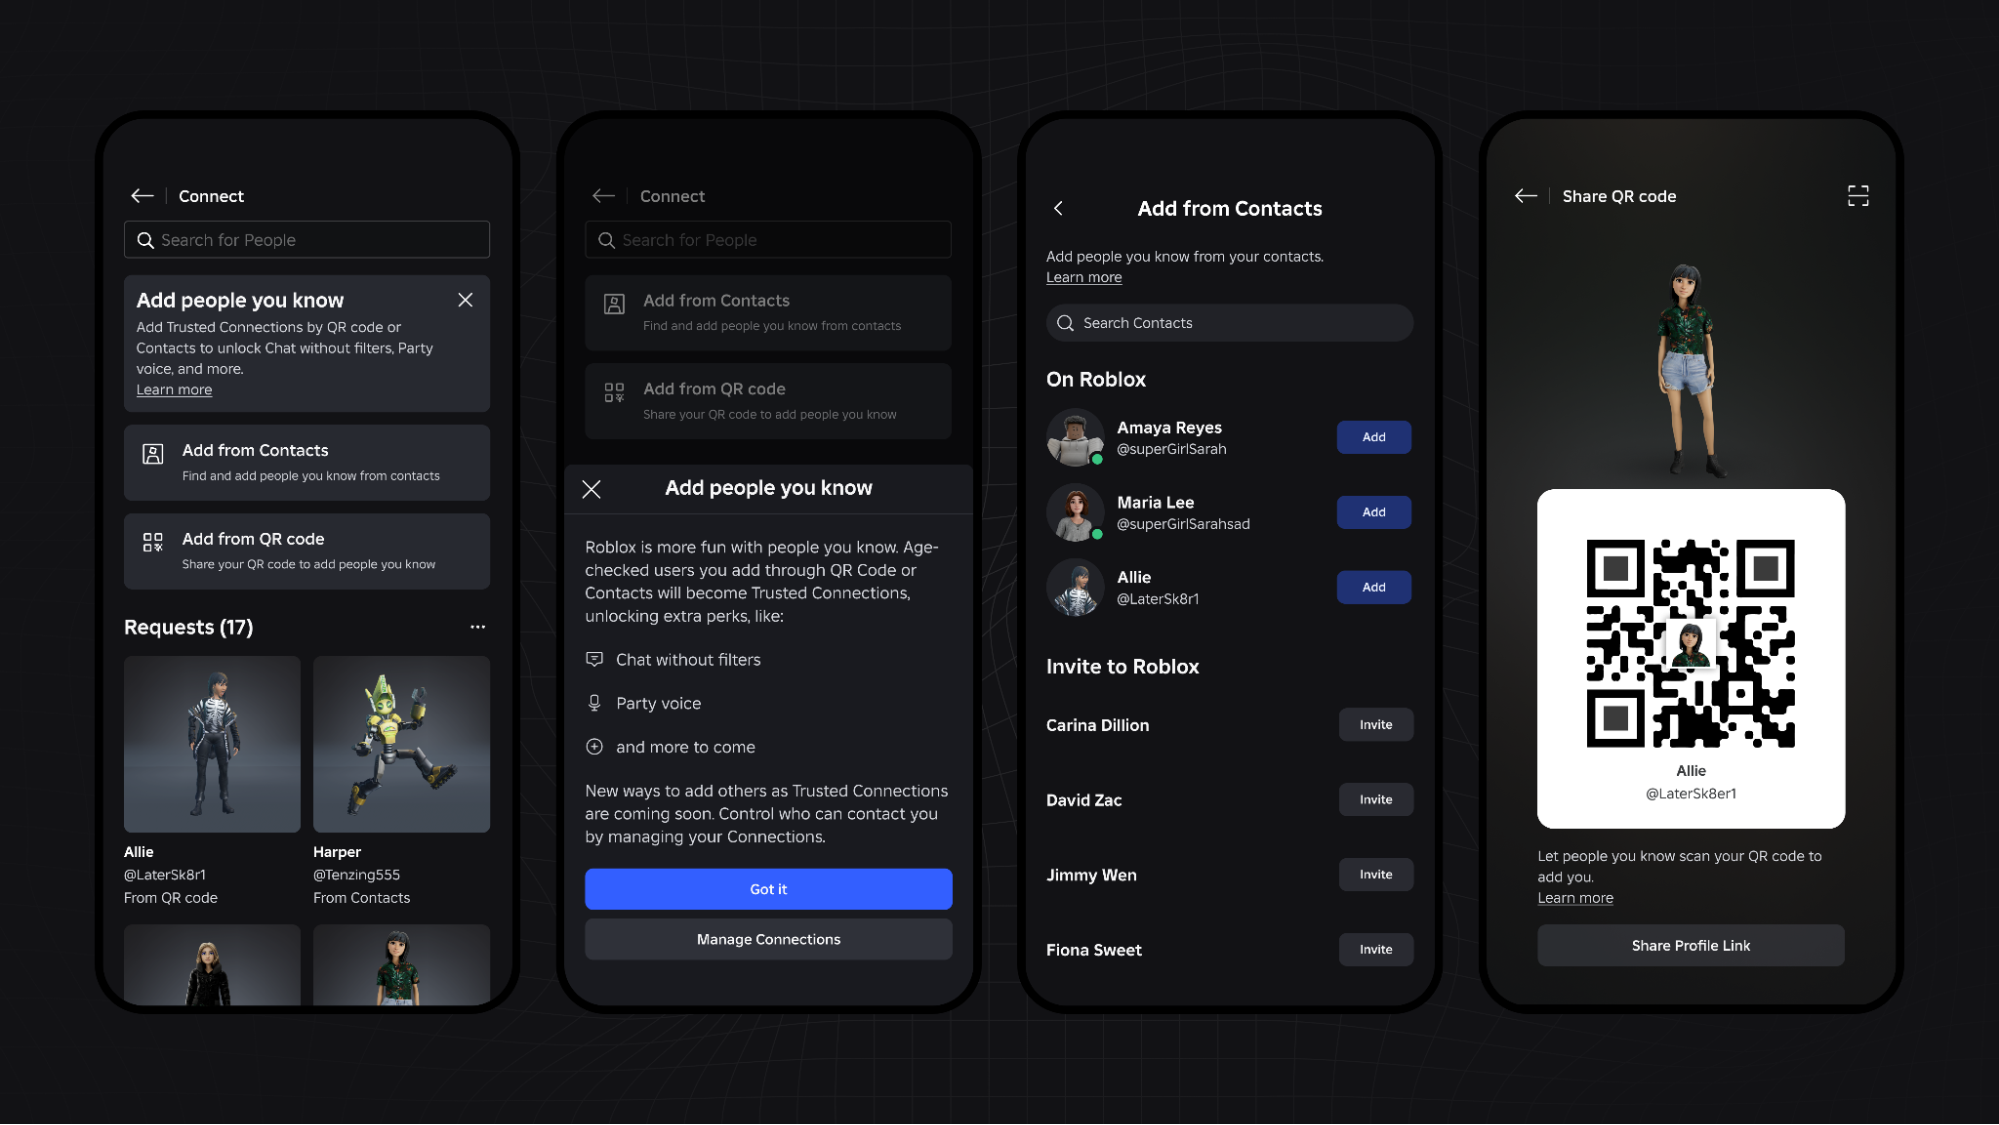 Connect
Search for People
Add people you know
Add Trusted Connections by QR code or
Contacts to unlock Chat without filters, Party
voice, and more.
Learn more
Add from Contacts
Find and add people you know from contacts
Add from QR code
Share your QR code to add people you know
Requests (17)
Allie
@LaterSk8r1
From QR code
Harper
@Tenzing555
From Contacts
Connect
Search for People
Add from Contacts
Find and add people you know from contacts
Add from QR code
Share your QR code to add people you know
Add people you know
Roblox is more fun with people you know. Age-
checked users you add through QR Code or
Contacts will become Trusted Connections,
unlocking extra perks, like:
Chat without filters
Party voice
and more to come
New ways to add others as Trusted Connections
are coming soon. Control who can contact you
by managing your Connections.
Got it
Manage Connections
Add from Contacts
Add people you know from your contacts.
Learn more
Search Contacts
On Roblox
Amaya Reyes
@superGirlSarah
Add
Maria Lee
@superGirlSarahsad
Add
Allie
@LaterSk8r1
Add
Invite to Roblox
Carina Dillion
Invite
David Zac
Invite
Jimmy Wen
Invite
Fiona Sweet
Invite
Share QR code
Allie
@LaterSk8er1
Let people you know scan your QR code to
add you.
Learn more
Share Profile Link